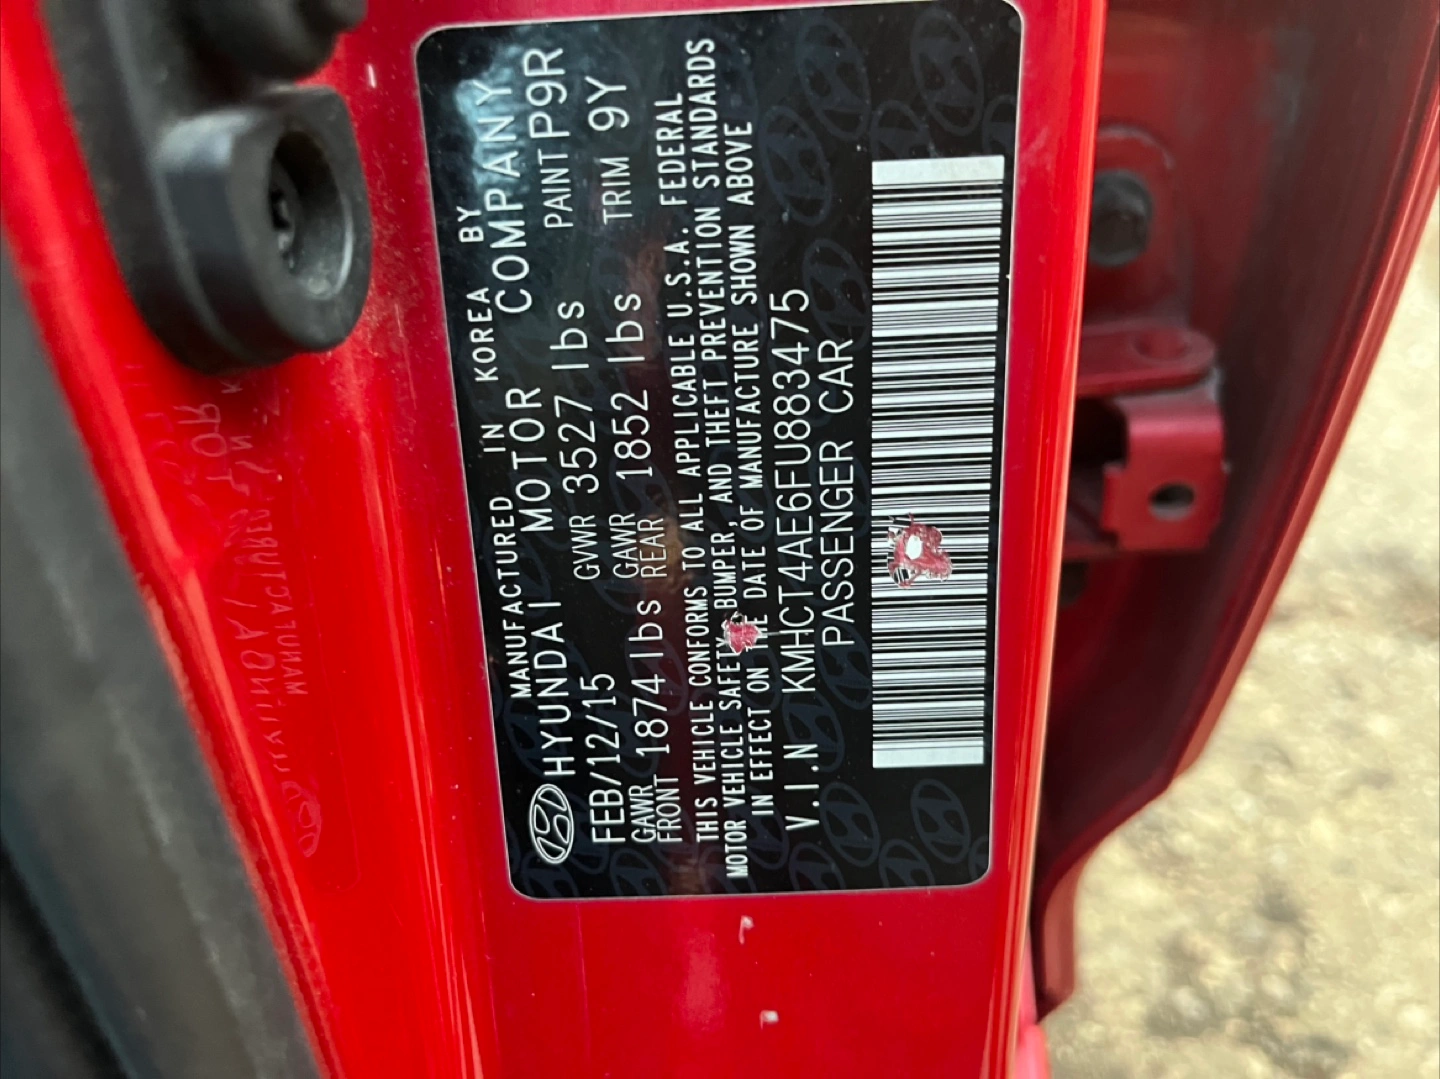 MANUFACTURED IN KOREA BY
HYUNDAI MOTOR COMPANY
FEB/12/15 GVWR 3527 lbs PAINT P9R
GAWR FRONT 1874 lbs GAWR REAR 1852 lbs TRIM 9Y
THIS VEHICLE CONFORMS TO ALL APPLICABLE U.S.A. FEDERAL
MOTOR VEHICLE SAFETY BUMPER, AND THEFT PREVENTION STANDARDS
IN EFFECT ON THE DATE OF MANUFACTURE SHOWN ABOVE
V.I.N KMHCT4AE6FU883475
PASSENGER CAR